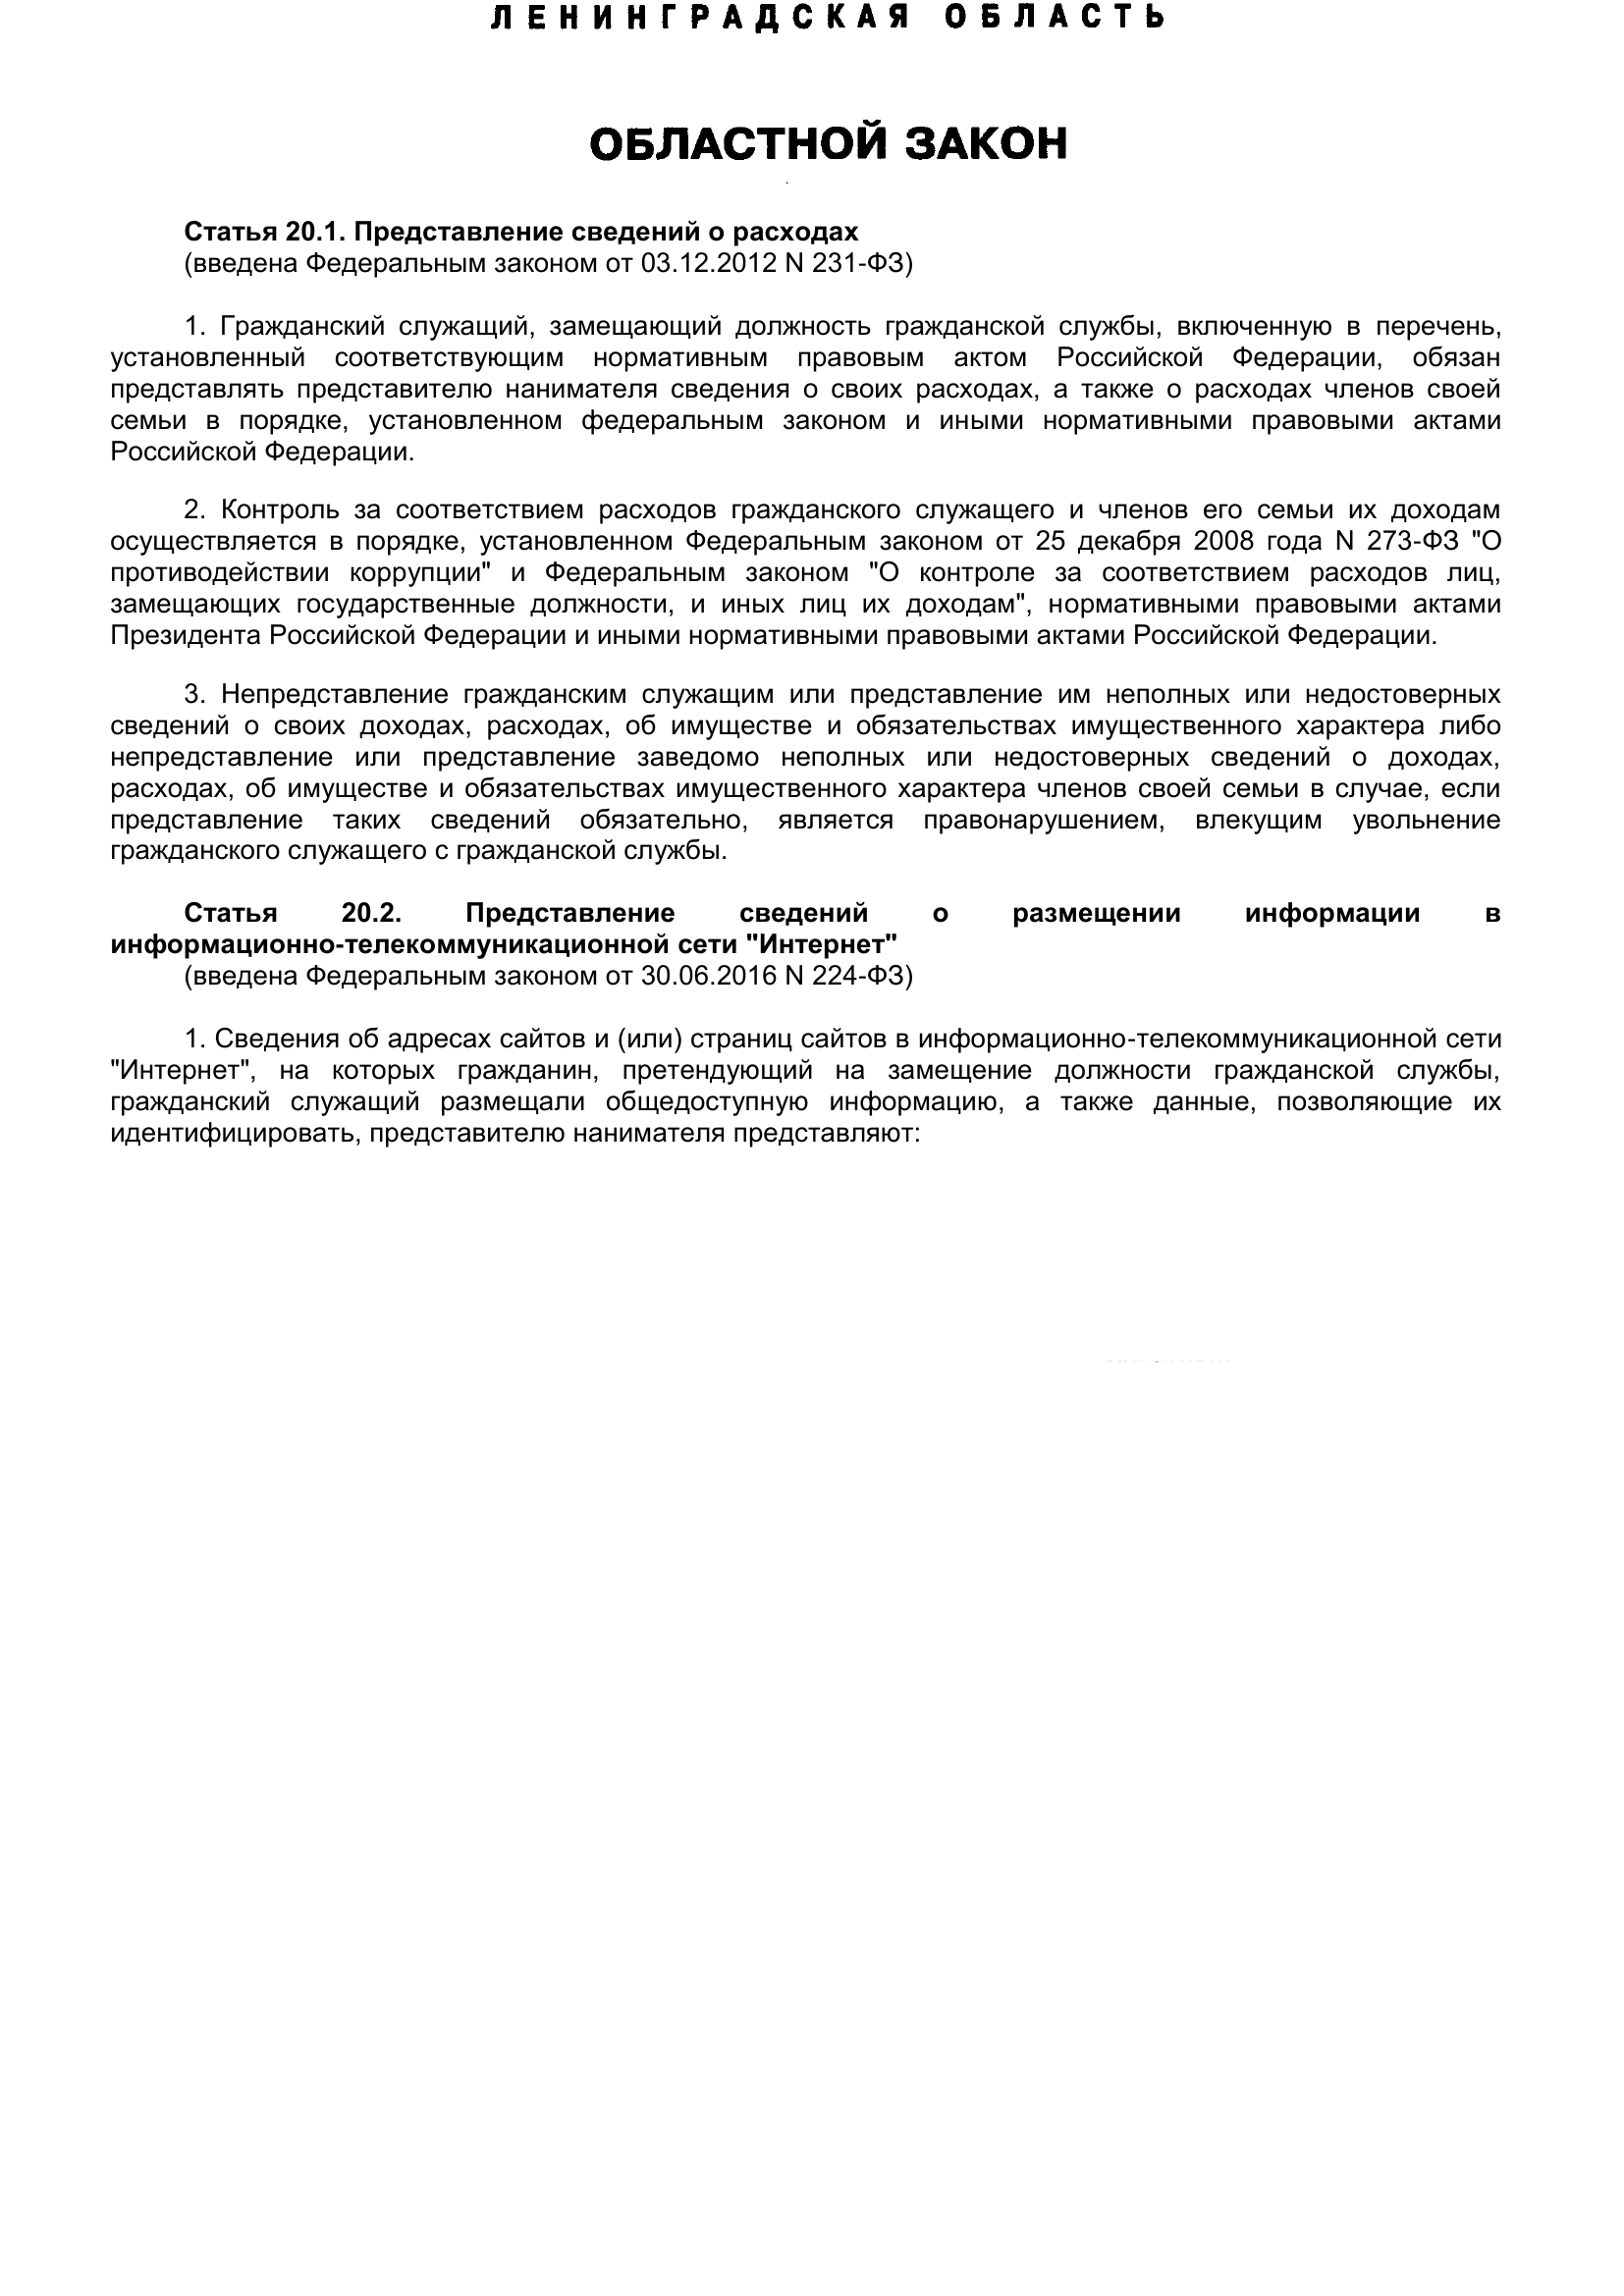 ЛЕНИНГРАДСКАЯ ОБЛАСТЬ
ОБЛАСТНОЙ ЗАКОН
Статья 20.1. Представление сведений о расходах
(введена Федеральным законом от 03.12.2012 N 231-ФЗ)
1. Гражданский служащий, замещающий должность гражданской службы, включенную в перечень,
установленный соответствующим нормативным правовым актом Российской Федерации, обязан
представлять представителю нанимателя сведения о своих расходах, а также о расходах членов своей
семьи в порядке, установленном федеральным законом и иными нормативными правовыми актами
Российской Федерации.
2. Контроль за соответствием расходов гражданского служащего и членов его семьи их доходам
осуществляется в порядке, установленном Федеральным законом от 25 декабря 2008 года N 273-ФЗ "О
противодействии коррупции" и Федеральным законом "О контроле за соответствием расходов лиц,
замещающих государственные должности, и иных лиц их доходам", нормативными правовыми актами
Президента Российской Федерации и иными нормативными правовыми актами Российской Федерации.
3. Непредставление гражданским служащим или представление им неполных или недостоверных
сведений о своих доходах, расходах, об имуществе и обязательствах имущественного характера либо
непредставление или представление заведомо неполных или недостоверных сведений о доходах,
расходах, об имуществе и обязательствах имущественного характера членов своей семьи в случае, если
представление таких сведений обязательно, является правонарушением, влекущим увольнение
гражданского служащего с гражданской службы.
Статья 20.2. Представление сведений о размещении информации в
информационно-телекоммуникационной сети "Интернет"
(введена Федеральным законом от 30.06.2016 N 224-ФЗ)
1. Сведения об адресах сайтов и (или) страниц сайтов в информационно-телекоммуникационной сети
"Интернет", на которых гражданин, претендующий на замещение должности гражданской службы,
гражданский служащий размещали общедоступную информацию, а также данные, позволяющие их
идентифицировать, представителю нанимателя представляют: